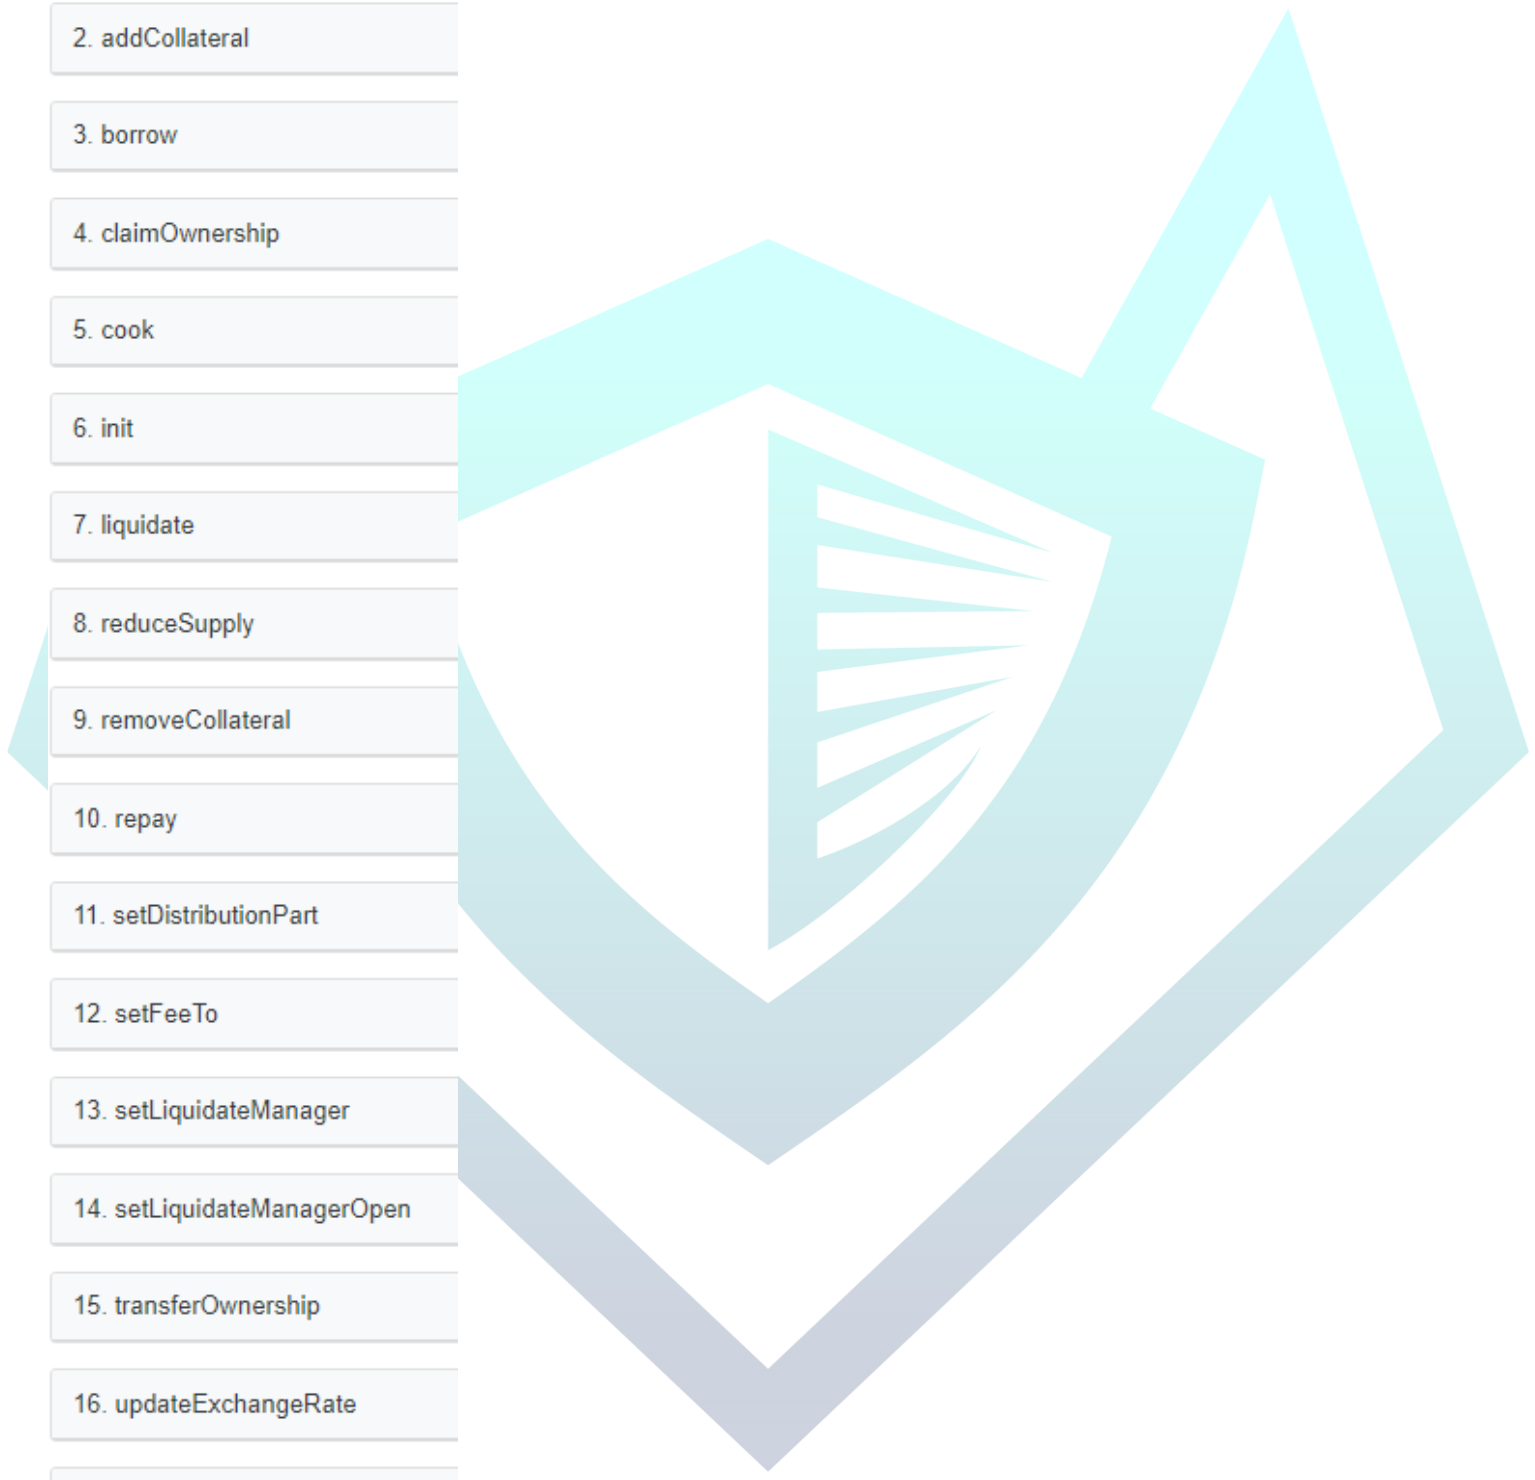 2. addCollateral
3. borrow
4. claimOwnership
5. cook
6. init
7. liquidate
8. reduceSupply
9. removeCollateral
10. repay
11. setDistributionPart
12. setFeeTo
13. setLiquidateManager
14. setLiquidateManagerOpen
15. transferOwnership
16. updateExchangeRate